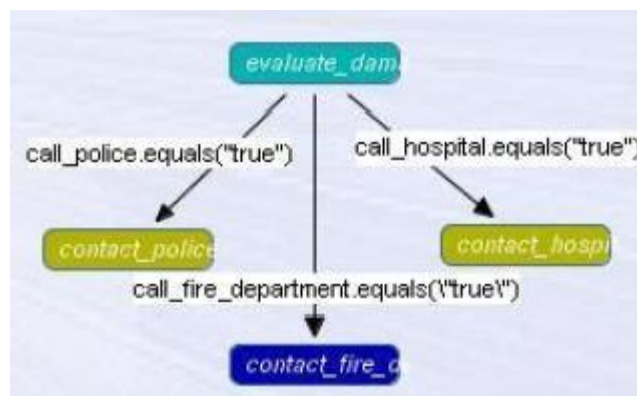 evaluate_dam
call_police.equals("true")
call_hospital.equals("true")
contact_police
contact_hospi
call_fire_department.equals(\"true\")
contact_fire_d